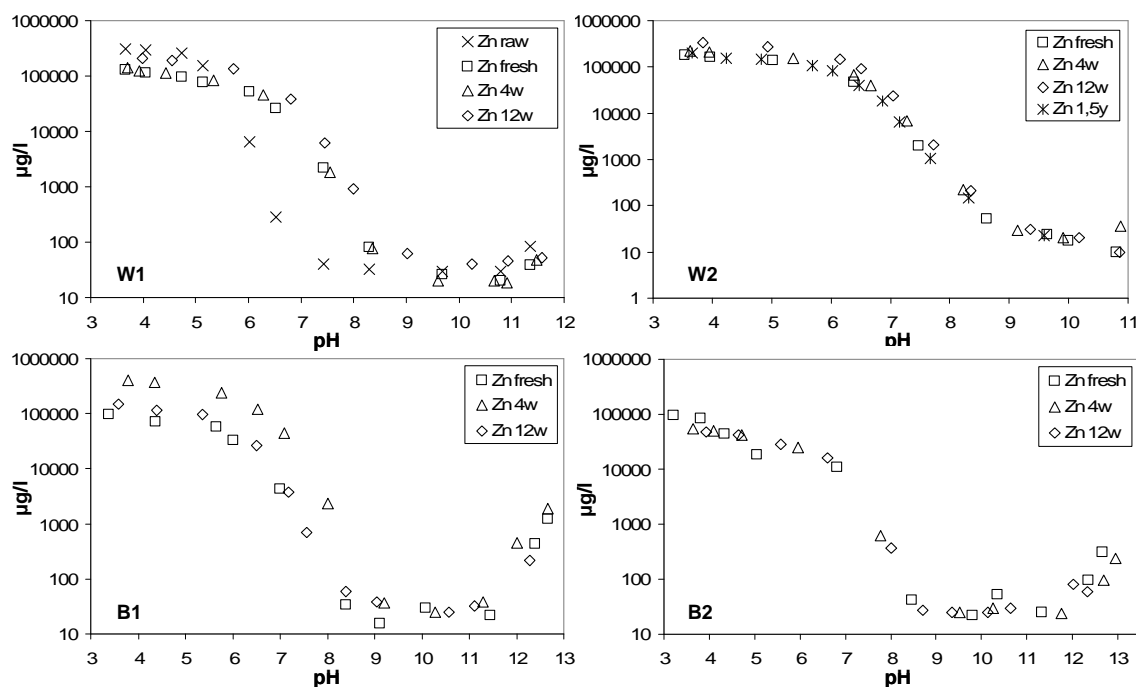 1000000
100000
10000
1000
100
10
µg/l
3 4 5 6 7 8 9 10 11 12
pH
W1
Zn raw
Zn fresh
Zn 4w
Zn 12w
1000000
100000
10000
1000
100
10
1
µg/l
3 4 5 6 7 8 9 10 11
pH
W2
Zn fresh
Zn 4w
Zn 12w
Zn 1,5y
1000000
100000
10000
1000
100
10
µg/l
3 4 5 6 7 8 9 10 11 12 13
pH
B1
Zn fresh
Zn 4w
Zn 12w
1000000
100000
10000
1000
100
10
µg/l
3 4 5 6 7 8 9 10 11 12 13
pH
B2
Zn fresh
Zn 4w
Zn 12w